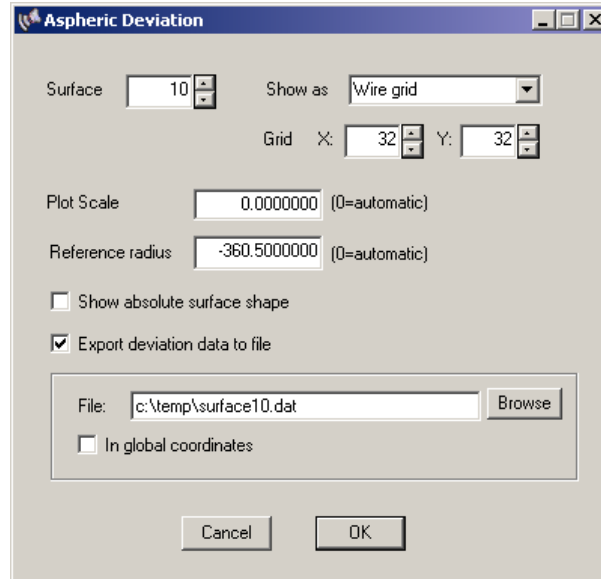 Aspheric Deviation
Surface 10 Show as Wire grid
Grid X: 32 Y: 32
Plot Scale 0.0000000 (0=automatic)
Reference radius -360.5000000 (0=automatic)
Show absolute surface shape
Export deviation data to file
File: c:\temp\surface10.dat Browse
In global coordinates
Cancel OK